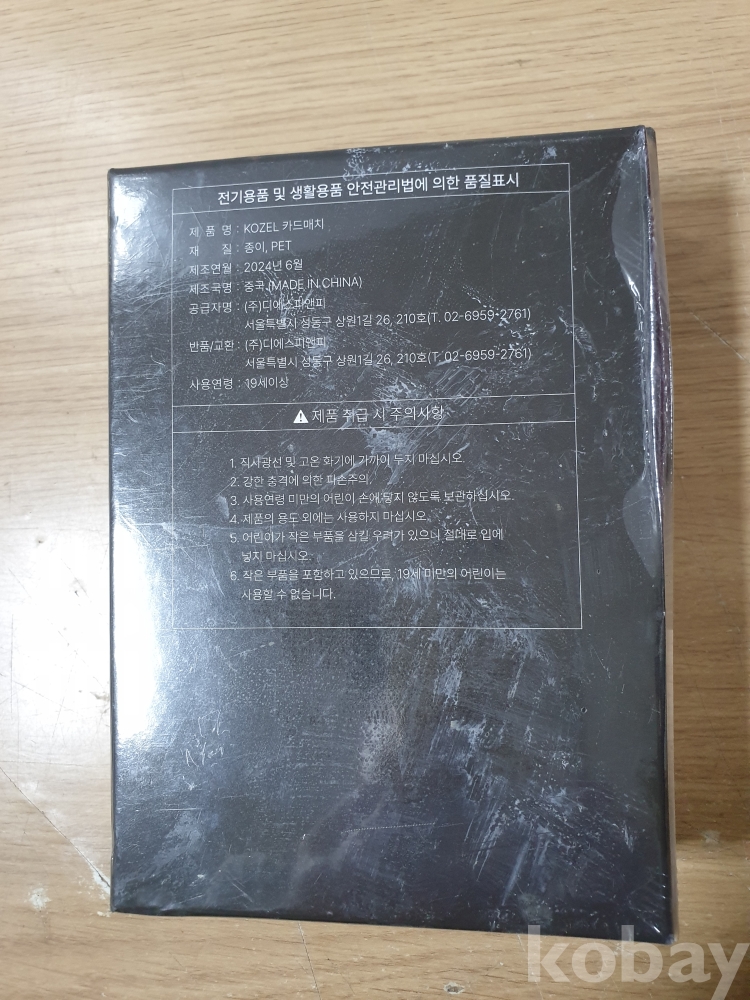 전기용품 및 생활용품 안전관리법에 의한 품질표시
제 품 명 : KOZEL 카드매치
재 질 : 종이, PET
제조연월 : 2024년 6월
제조국명 : 중국 (MADE IN CHINA)
공급자명 : (주)디에스피앤피
서울특별시 성동구 상원1길 26, 210호(T. 02-6959-2761)
반품/교환 : (주)디에스피앤피
서울특별시 성동구 상원1길 26, 210호(T. 02-6959-2761)
사용연령 : 19세이상
제품 취급 시 주의사항
1. 직사광선 및 고온 화기에 가까이 두지 마십시오.
2. 강한 충격에 의한 파손주의.
3. 사용연령 미만의 어린이 손에 닿지 않도록 보관하십시오.
4. 제품의 용도 외에는 사용하지 마십시오.
5. 어린이가 작은 부품을 삼킬 우려가 있으니 절대로 입에
넣지 마십시오.
6. 작은 부품을 포함하고 있으므로, 19세 미만의 어린이는
사용할 수 없습니다.
kobay